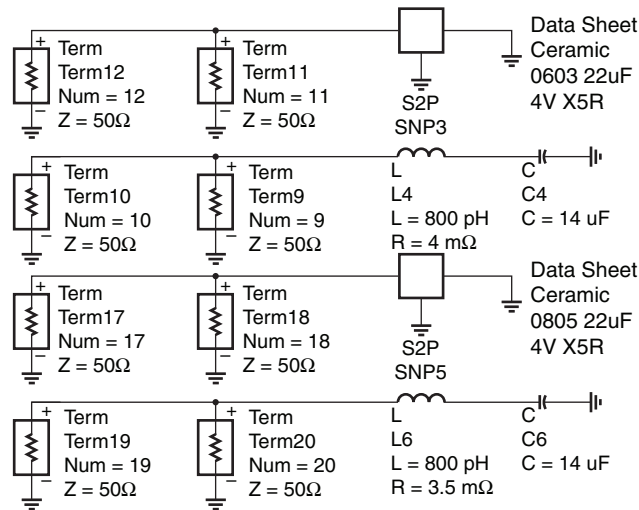 + Term
Term12
Num = 12
− Z = 50Ω
+ Term
Term11
Num = 11
− Z = 50Ω
S2P
SNP3
Data Sheet
Ceramic
0603 22uF
4V X5R
+ Term
Term10
Num = 10
− Z = 50Ω
+ Term
Term9
Num = 9
− Z = 50Ω
L
L4
L = 800 pH
R = 4 mΩ
C
C4
C = 14 uF
+ Term
Term17
Num = 17
− Z = 50Ω
+ Term
Term18
Num = 18
− Z = 50Ω
S2P
SNP5
Data Sheet
Ceramic
0805 22uF
4V X5R
+ Term
Term19
Num = 19
− Z = 50Ω
+ Term
Term20
Num = 20
− Z = 50Ω
L
L6
L = 800 pH
R = 3.5 mΩ
C
C6
C = 14 uF